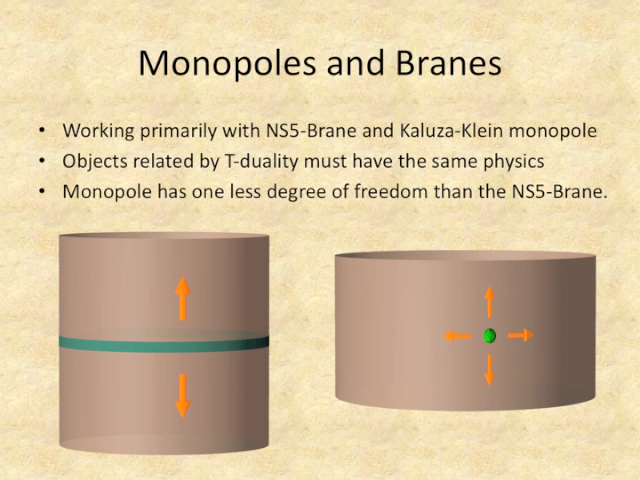 Monopoles and Branes
• Working primarily with NS5-Brane and Kaluza-Klein monopole
• Objects related by T-duality must have the same physics
• Monopole has one less degree of freedom than the NS5-Brane.